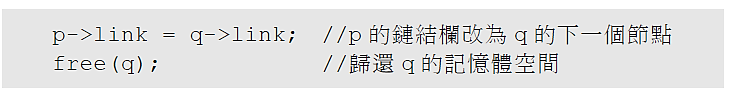 p->link = q->link; //p 的鏈結欄改為 q 的下一個節點
free(q); //歸還 q 的記憶體空間